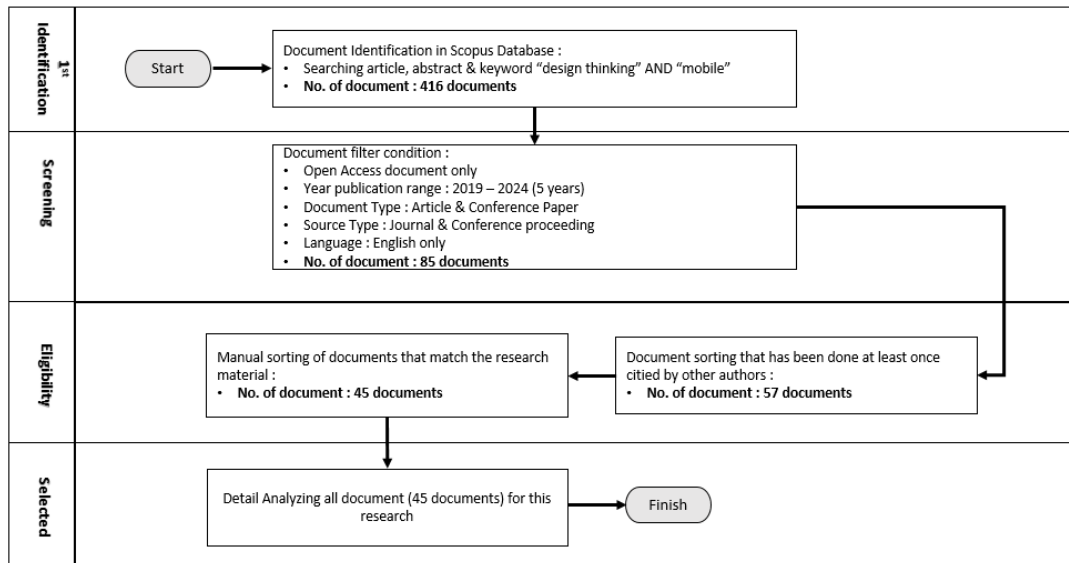 1st
Identification
Start
Document Identification in Scopus Database :
• Searching article, abstract & keyword “design thinking” AND “mobile”
• No. of document : 416 documents
Screening
Document filter condition :
• Open Access document only
• Year publication range : 2019 – 2024 (5 years)
• Document Type : Article & Conference Paper
• Source Type : Journal & Conference proceeding
• Language : English only
• No. of document : 85 documents
Eligibility
Manual sorting of documents that match the research
material :
• No. of document : 45 documents
Document sorting that has been done at least once
citied by other authors :
• No. of document : 57 documents
Selected
Detail Analyzing all document (45 documents) for this
research
Finish